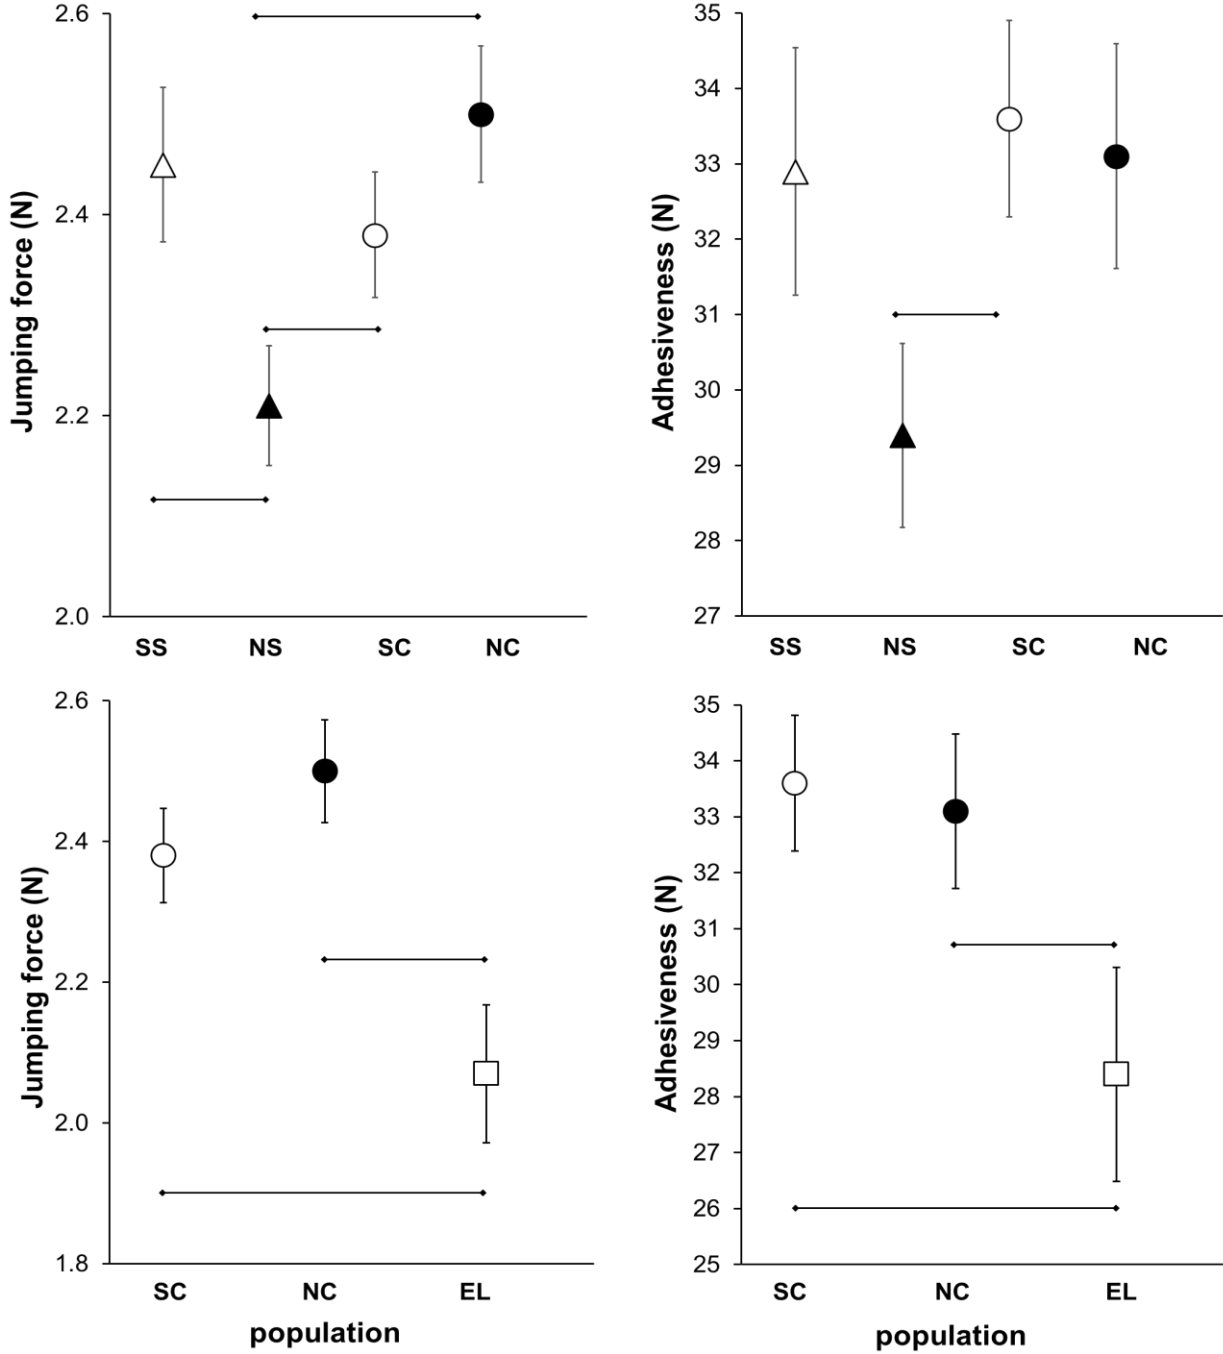 Jumping force (N)
2.6
2.4
2.2
2.0
SS NS SC NC
Adhesiveness (N)
35
34
33
32
31
30
29
28
27
SS NS SC NC
Jumping force (N)
2.6
2.4
2.2
2.0
1.8
SC NC EL
population
Adhesiveness (N)
35
34
33
32
31
30
29
28
27
26
25
SC NC EL
population